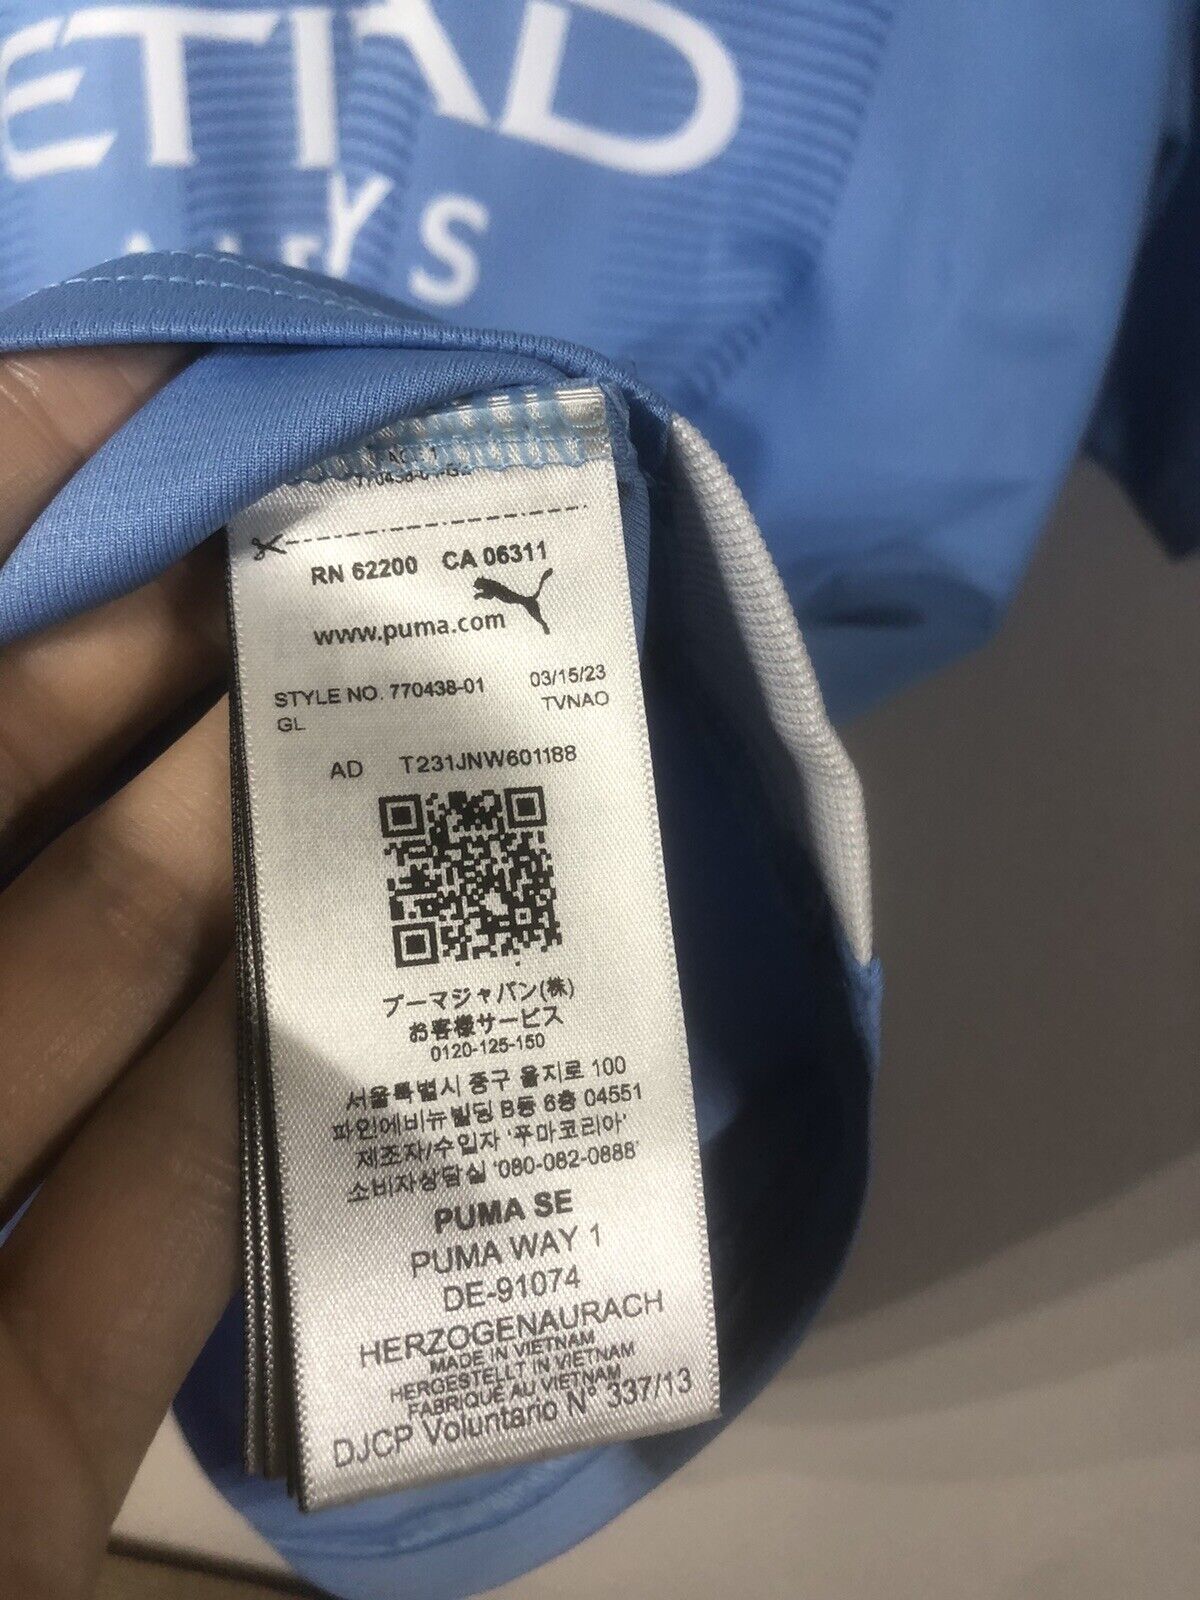 ETIHAD
YS
RN 62200 CA 06311
www.puma.com
STYLE NO. 770438-01 03/15/23
GL TVNAO
AD T231JNW601188
プーマジャパン(株)
お客様サービス
0120-125-150
서울특별시 중구 을지로 100
파인에비뉴빌딩 B동 6층 04551
제조자/수입자 '푸마코리아'
소비자상담실 '080-082-0888'
PUMA SE
PUMA WAY 1
DE-91074
HERZOGENAURACH
MADE IN VIETNAM
HERGESTELLT IN VIETNAM
FABRIQUÉ AU VIETNAM
DJCP Voluntario N° 337/13